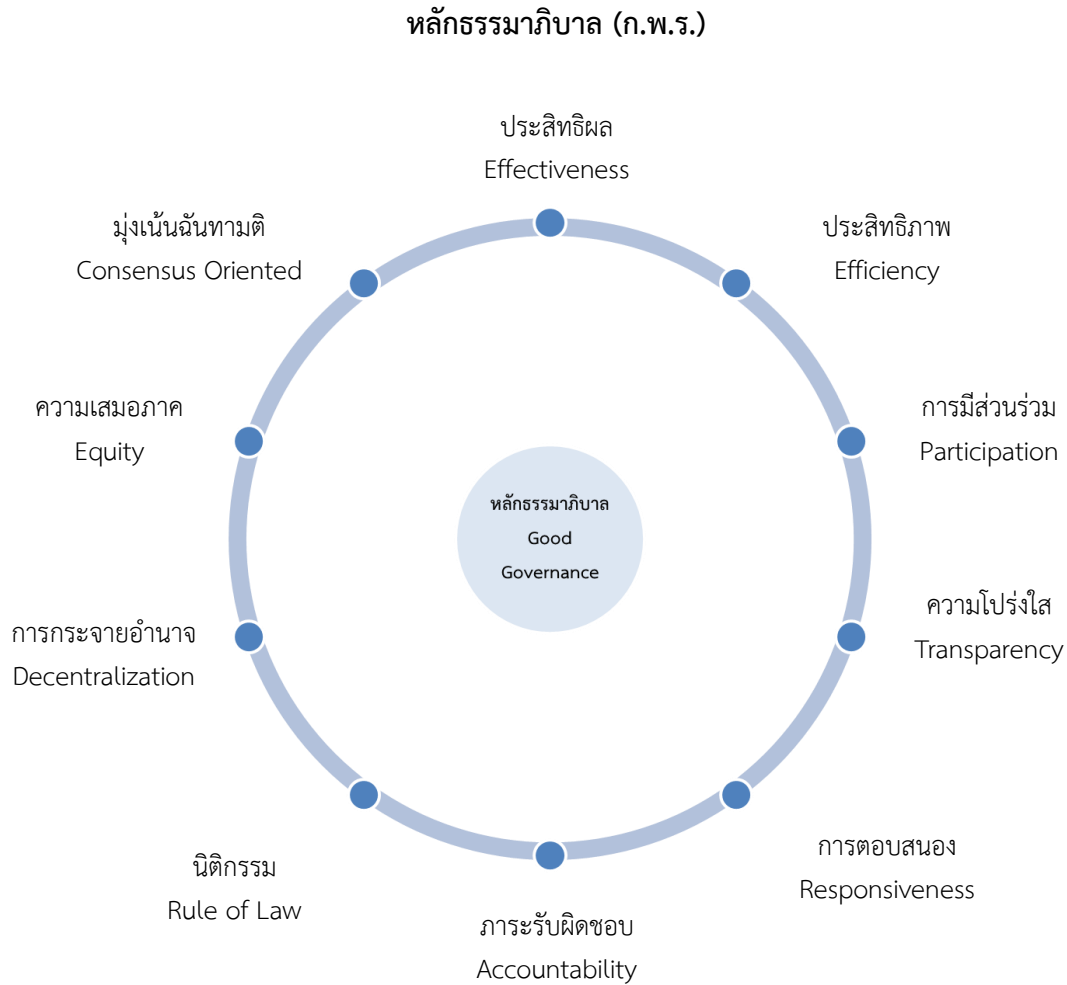 หลักธรรมาภิบาล (ก.พ.ร.)
ประสิทธิผล
Effectiveness
ประสิทธิภาพ
Efficiency
การมีส่วนร่วม
Participation
ความโปร่งใส
Transparency
การตอบสนอง
Responsiveness
ภาระรับผิดชอบ
Accountability
นิติกรรม
Rule of Law
การกระจายอำนาจ
Decentralization
ความเสมอภาค
Equity
มุ่งเน้นฉันทามติ
Consensus Oriented
หลักธรรมาภิบาล
Good
Governance